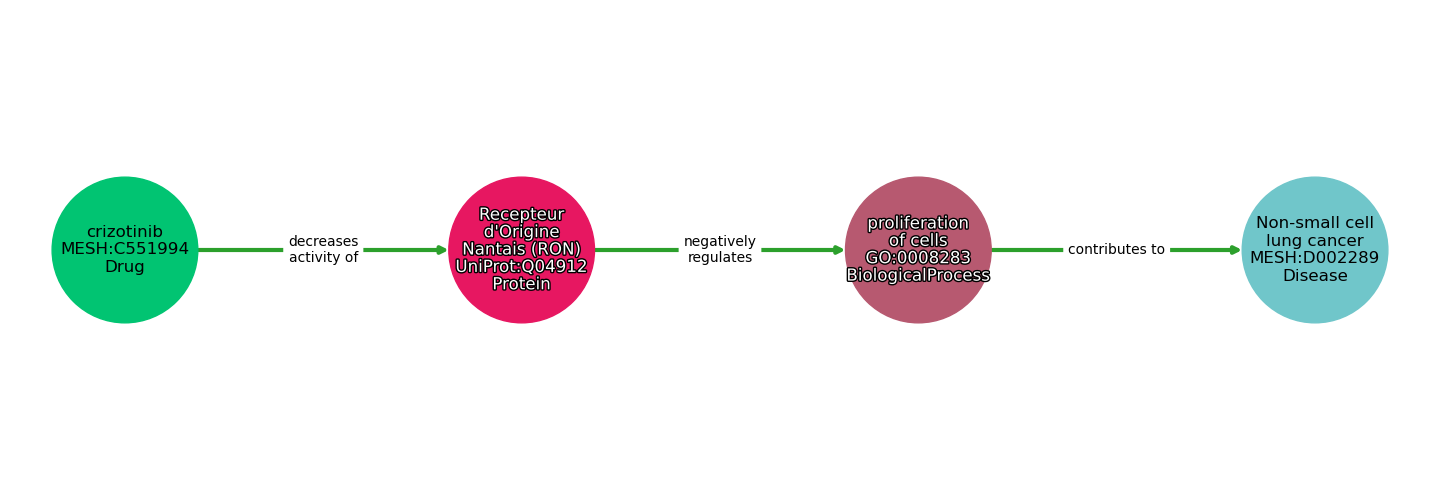 crizotinib
MESH:C551994
Drug
decreases
activity of
Recepteur
d'Origine
Nantais (RON)
UniProt:Q04912
Protein
negatively
regulates
proliferation
of cells
GO:0008283
BiologicalProcess
contributes to
Non-small cell
lung cancer
MESH:D002289
Disease